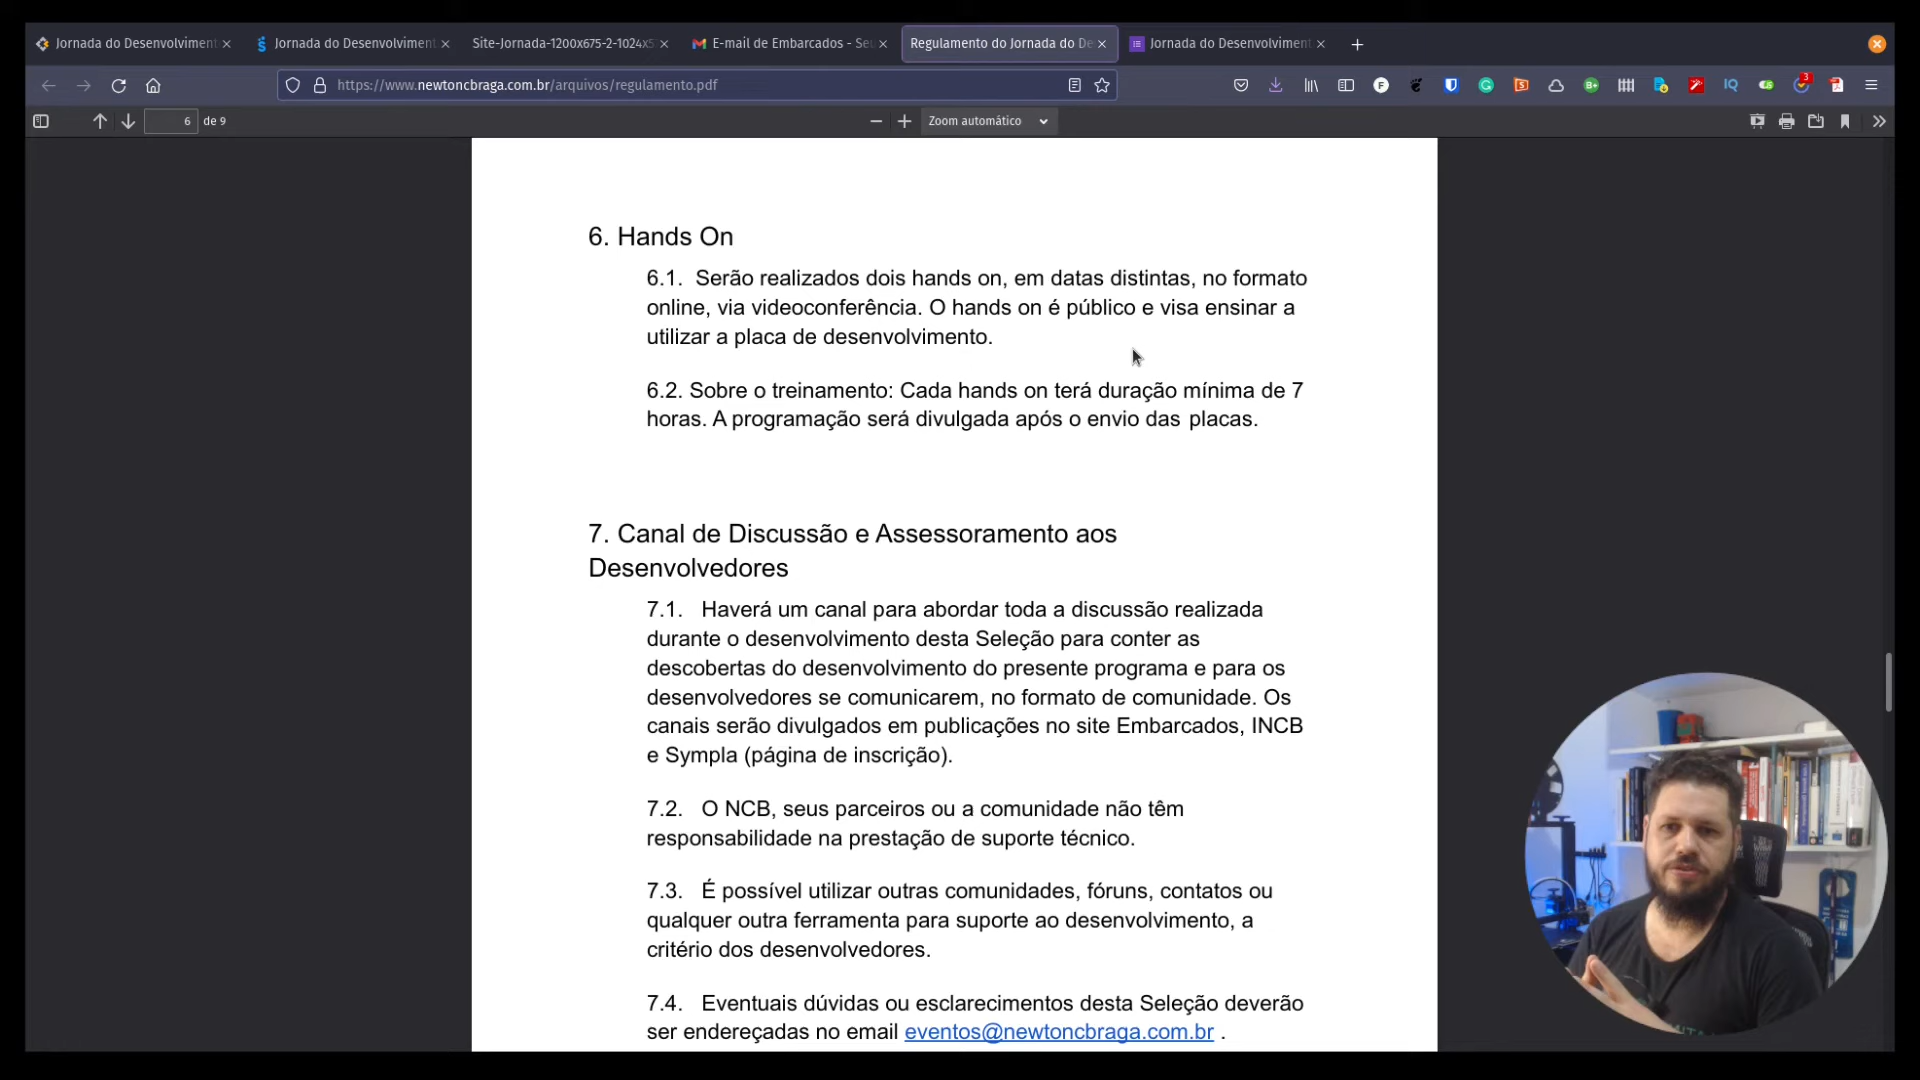 Jornada do Desenvolviment
Jornada do Desenvolviment
Site-Jornada-1200x675-2-1024x5
E-mail de Embarcados - Seu
Regulamento do Jornada do De
Jornada do Desenvolviment
https://www.newtoncbraga.com.br/arquivos/regulamento.pdf
3
6 de 9
Zoom automático
6. Hands On
6.1. Serão realizados dois hands on, em datas distintas, no formato
online, via videoconferência. O hands on é público e visa ensinar a
utilizar a placa de desenvolvimento.
6.2. Sobre o treinamento: Cada hands on terá duração mínima de 7
horas. A programação será divulgada após o envio das placas.
7. Canal de Discussão e Assessoramento aos
Desenvolvedores
7.1. Haverá um canal para abordar toda a discussão realizada
durante o desenvolvimento desta Seleção para conter as
descobertas do desenvolvimento do presente programa e para os
desenvolvedores se comunicarem, no formato de comunidade. Os
canais serão divulgados em publicações no site Embarcados, INCB
e Sympla (página de inscrição).
7.2. O NCB, seus parceiros ou a comunidade não têm
responsabilidade na prestação de suporte técnico.
7.3. É possível utilizar outras comunidades, fóruns, contatos ou
qualquer outra ferramenta para suporte ao desenvolvimento, a
critério dos desenvolvedores.
7.4. Eventuais dúvidas ou esclarecimentos desta Seleção deverão
ser endereçadas no email eventos@newtoncbraga.com.br .